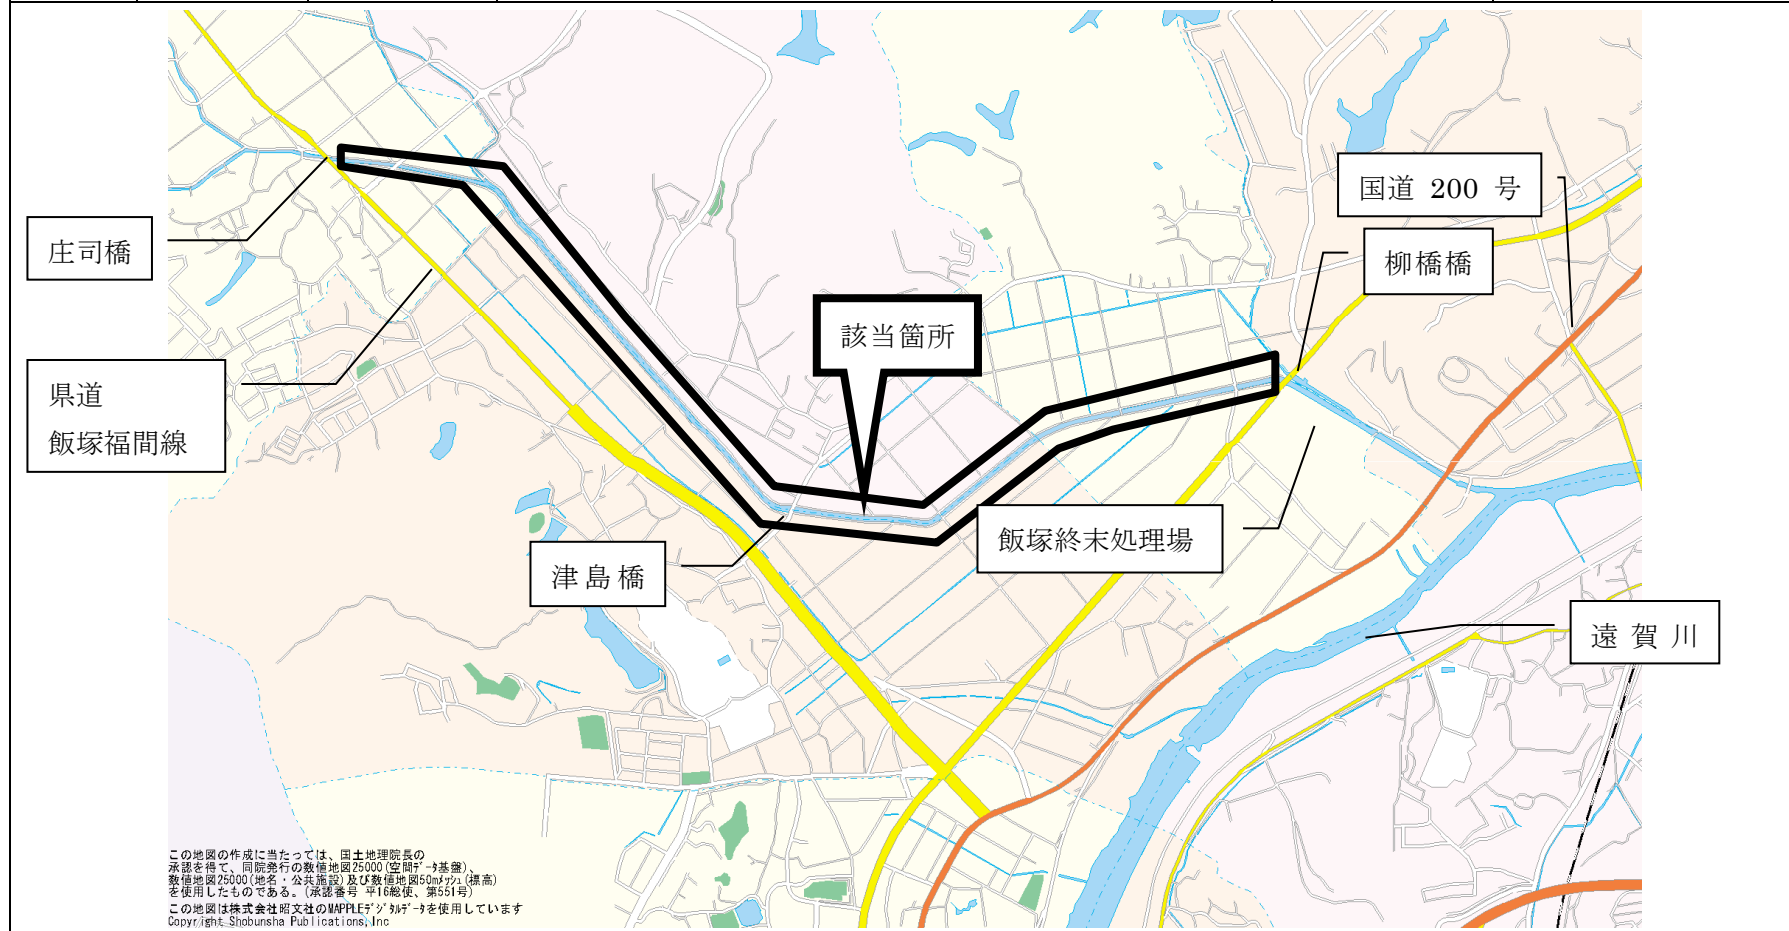 国道 200 号
庄司橋
柳橋橋
該当箇所
県道
飯塚福間線
飯塚終末処理場
津島橋
遠賀川
この地図の作成に当たっては、国土地理院長の
承認を得て、同院発行の数値地図25000(空間データ基盤)、
数値地図25000(地名・公共施設)及び数値地図50mメッシュ(標高)
を使用したものである。(承認番号 平16総使、第551号)
この地図は株式会社昭文社のMAPPLEデジタルデータを使用しています
Copyright Shobunsha Publications,Inc